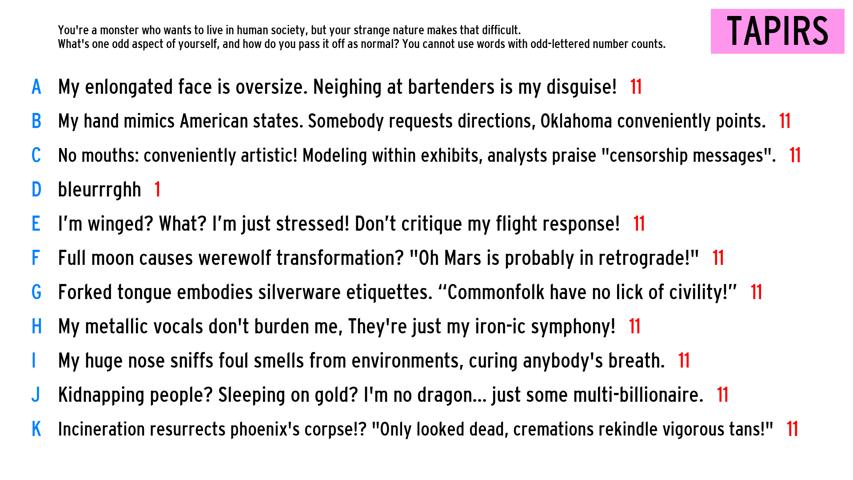 You're a monster who wants to live in human society, but your strange nature makes that difficult.
What's one odd aspect of yourself, and how do you pass it off as normal? You cannot use words with odd-lettered number counts.
TAPIRS
A My enlongated face is oversize. Neighing at bartenders is my disguise! 11
B My hand mimics American states. Somebody requests directions, Oklahoma conveniently points. 11
C No mouths: conveniently artistic! Modeling within exhibits, analysts praise "censorship messages". 11
D bleurrrghh 1
E I’m winged? What? I’m just stressed! Don’t critique my flight response! 11
F Full moon causes werewolf transformation? "Oh Mars is probably in retrograde!" 11
G Forked tongue embodies silverware etiquettes. “Commonfolk have no lick of civility!” 11
H My metallic vocals don't burden me, They're just my iron-ic symphony! 11
I My huge nose sniffs foul smells from environments, curing anybody's breath. 11
J Kidnapping people? Sleeping on gold? I'm no dragon... just some multi-billionaire. 11
K Incineration resurrects phoenix's corpse!? "Only looked dead, cremations rekindle vigorous tans!" 11